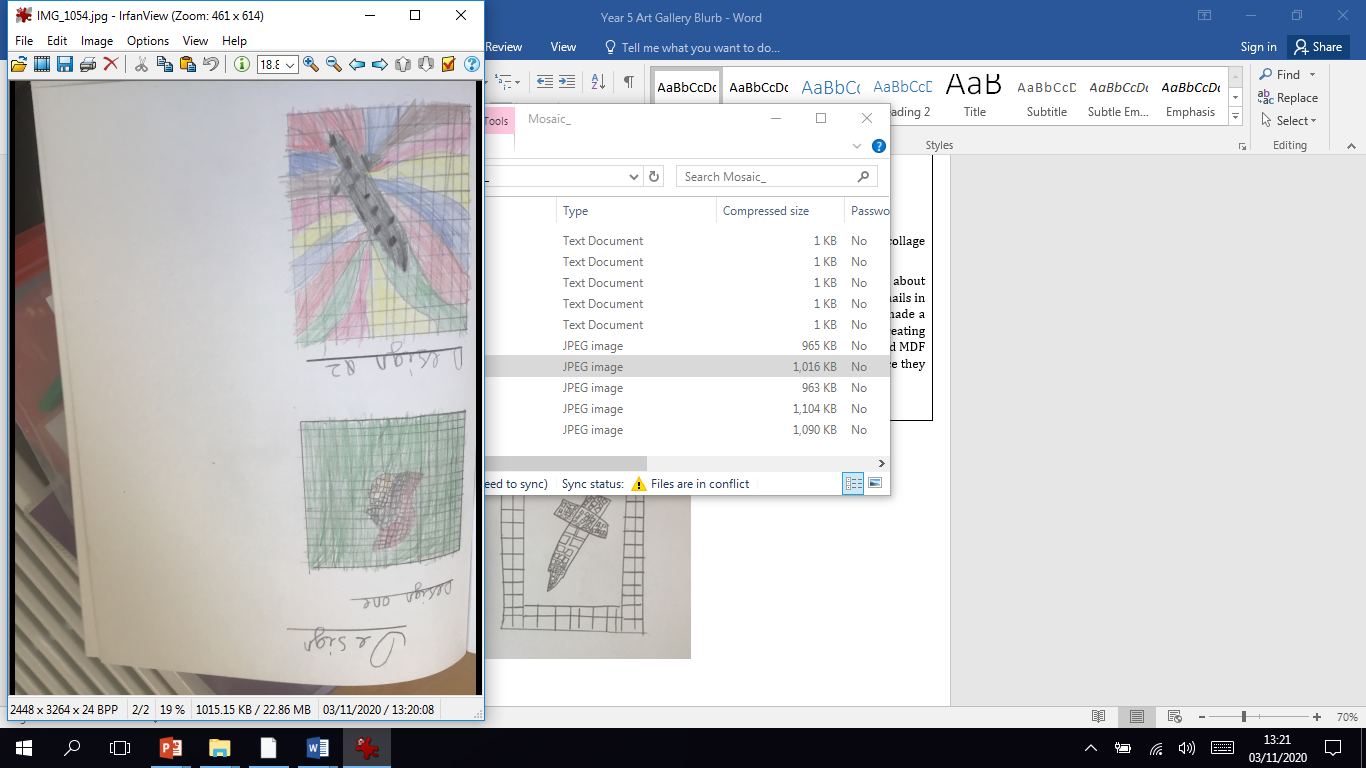 IMG_1054.jpg - IrfanView (Zoom: 461 x 614)
File Edit Image Options View Help
18.8
Design 02
Design one
Design
2448 x 3264 x 24 BPP 2/2 19 % 1015.15 KB / 22.86 MB 03/11/2020 / 13:20:08
Year 5 Art Gallery Blurb - Word
Review View Tell me what you want to do... Sign in Share
AaBbCcDc AaBbCcDc AaBbCc AaBbCcD AaB AaBbCcD AaBbCcDc AaBbCcDc
ading 2 Title Subtitle Subtle Em... Emphasis
Styles
Find
Replace
Select
Editing
Tools Mosaic_
Search Mosaic_
Type Compressed size Passwo
Text Document 1 KB No
Text Document 1 KB No
Text Document 1 KB No
Text Document 1 KB No
Text Document 1 KB No
JPEG image 965 KB No
JPEG image 1,016 KB No
JPEG image 963 KB No
JPEG image 1,104 KB No
JPEG image 1,090 KB No
eed to sync) Sync status: Files are in conflict
collage
about
ails in
made a
reating
d MDF
e they
70%
13:21
03/11/2020